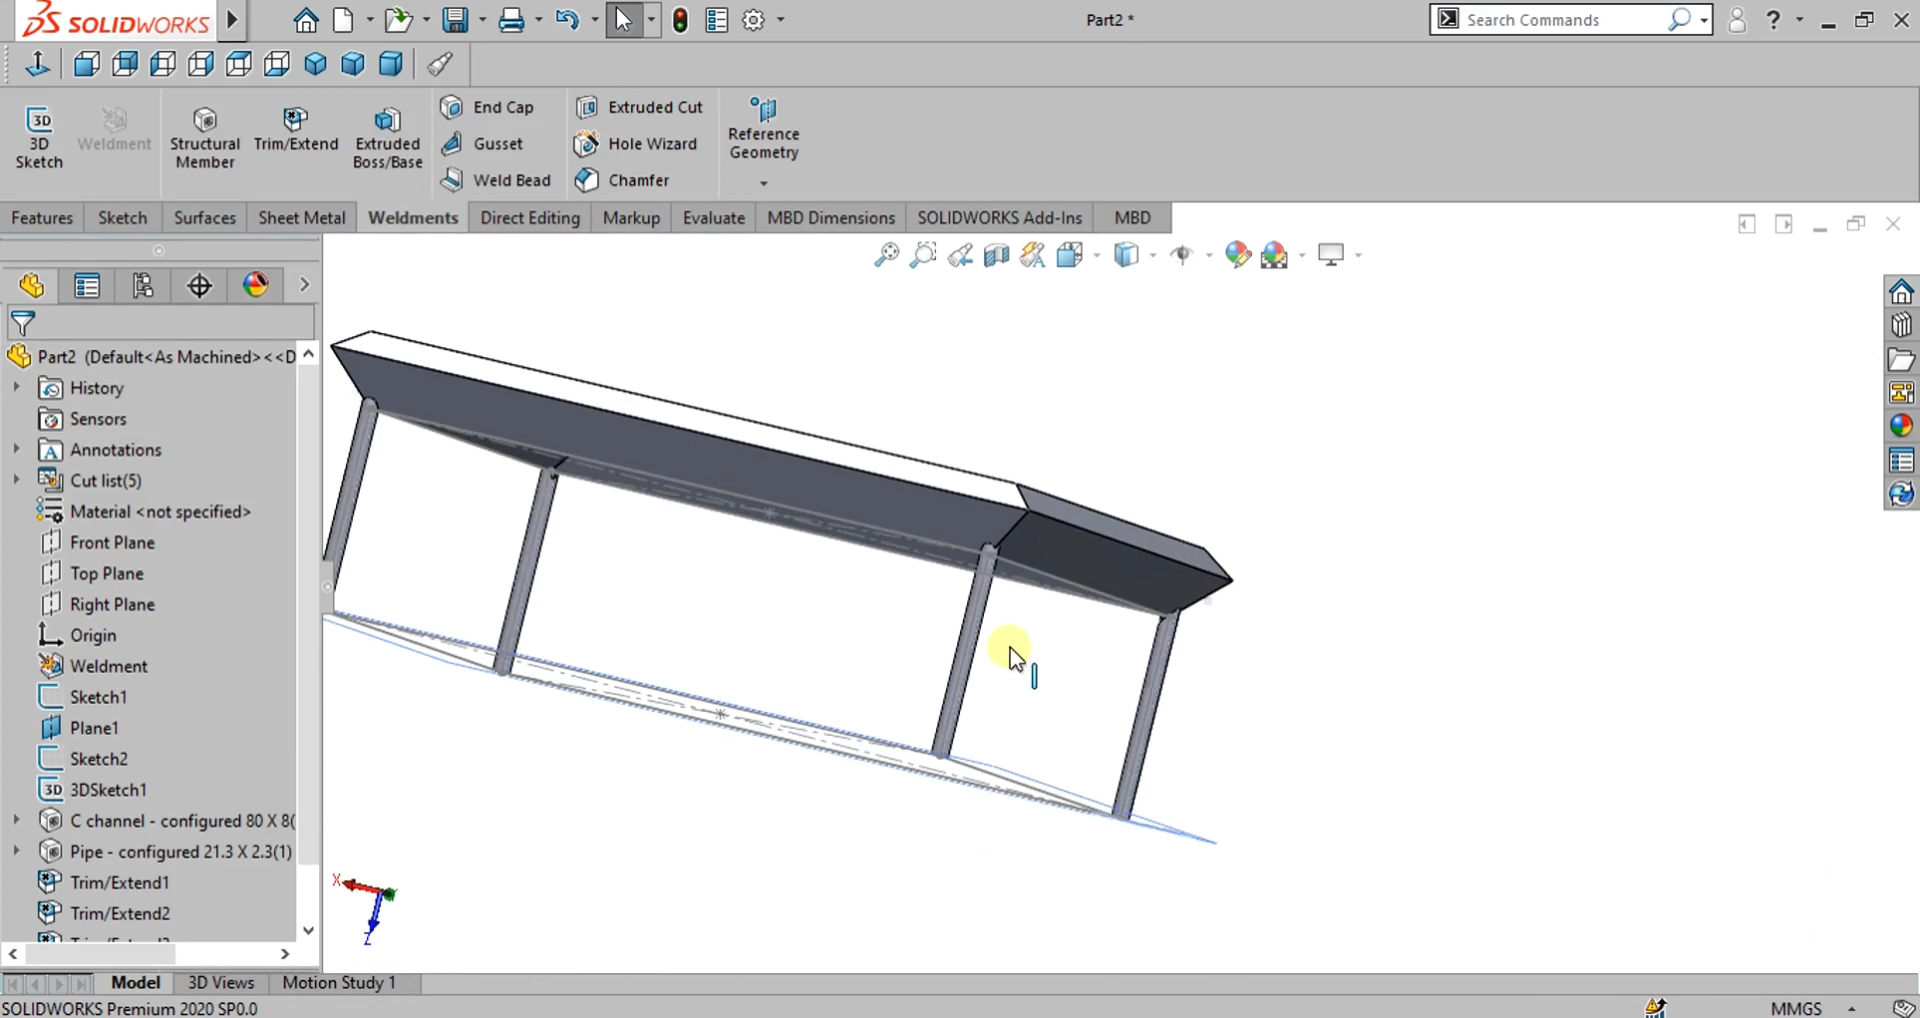 SOLIDWORKS
Part2 *
Search Commands
?
3D Sketch
Weldment
Structural Member
Trim/Extend
Extruded Boss/Base
End Cap
Gusset
Weld Bead
Extruded Cut
Hole Wizard
Chamfer
Reference Geometry
Features Sketch Surfaces Sheet Metal Weldments Direct Editing Markup Evaluate MBD Dimensions SOLIDWORKS Add-Ins MBD
Part2 (Default<As Machined><<D
History
Sensors
Annotations
Cut list(5)
Material <not specified>
Front Plane
Top Plane
Right Plane
Origin
Weldment
Sketch1
Plane1
Sketch2
3DSketch1
C channel - configured 80 X 8(
Pipe - configured 21.3 X 2.3(1)
Trim/Extend1
Trim/Extend2
X
Z
Model 3D Views Motion Study 1
SOLIDWORKS Premium 2020 SP0.0
MMGS